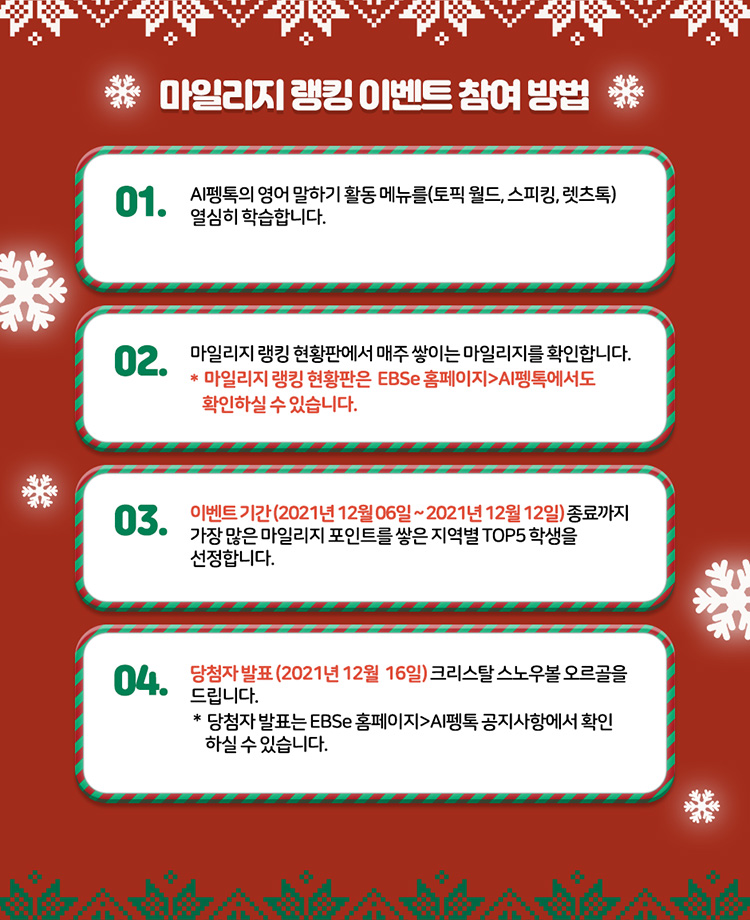 마일리지 랭킹 이벤트 참여 방법
01.
AI펭톡의 영어 말하기 활동 메뉴를(토픽 월드, 스피킹, 렛츠톡)
열심히 학습합니다.
02.
마일리지 랭킹 현황판에서 매주 쌓이는 마일리지를 확인합니다.
* 마일리지 랭킹 현황판은 EBSe 홈페이지>AI펭톡에서도
확인하실 수 있습니다.
03.
이벤트 기간 (2021년 12월 06일 ~ 2021년 12월 12일) 종료까지
가장 많은 마일리지 포인트를 쌓은 지역별 TOP5 학생을
선정합니다.
04.
당첨자 발표 (2021년 12월 16일) 크리스탈 스노우볼 오르골을
드립니다.
* 당첨자 발표는 EBSe 홈페이지>AI펭톡 공지사항에서 확인
하실 수 있습니다.